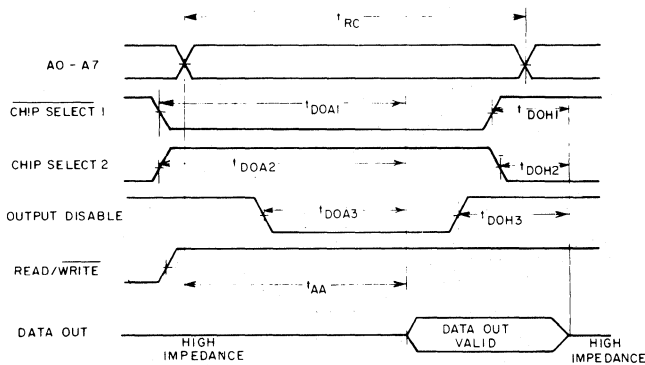 tRC
A0 - A7
CHIP SELECT 1
tDOA1
tDOH1
CHIP SELECT 2
tDOA2
tDOH2
OUTPUT DISABLE
tDOA3
tDOH3
READ/WRITE
tAA
DATA OUT
HIGH
IMPEDANCE
DATA OUT
VALID
HIGH
IMPEDANCE